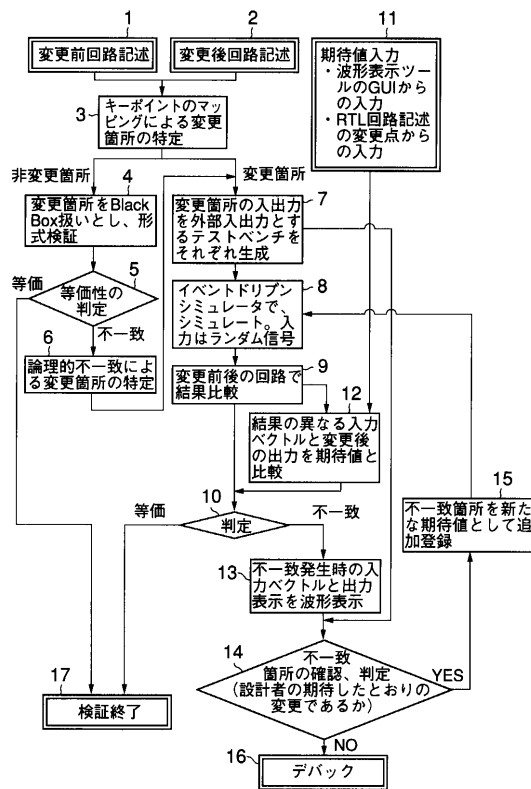 1
変更前回路記述
2
変更後回路記述
11
期待値入力
・波形表示ツー
ルのGUIから
の入力
・RTL回路記述
の変更点から
の入力
3
キーポイントのマッ
ピングによる変更
箇所の特定
非変更箇所
変更箇所
4
変更箇所をBlack
Box扱いとし、形
式検証
7
変更箇所の入出力
を外部入出力とす
るテストベンチをそ
れぞれ生成
等価
5
等価性の
判定
不一致
8
イベントドリブン
シミュレータで、シ
ミュレート。入力
はランダム信号
6
論理的不一致によ
る変更箇所の特定
9
変更前後の回路で
結果比較
12
結果の異なる入力
ベクトルと変更後
の出力を期待値と
比較
15
不一致箇所を新た
な期待値として追
加登録
等価
10
判定
不一致
13
不一致発生時の入
力ベクトルと出力
表示を波形表示
14
不一致
箇所の確認、判定
(設計者の期待したとおりの
変更であるか)
YES
NO
17
検証終了
16
デバック